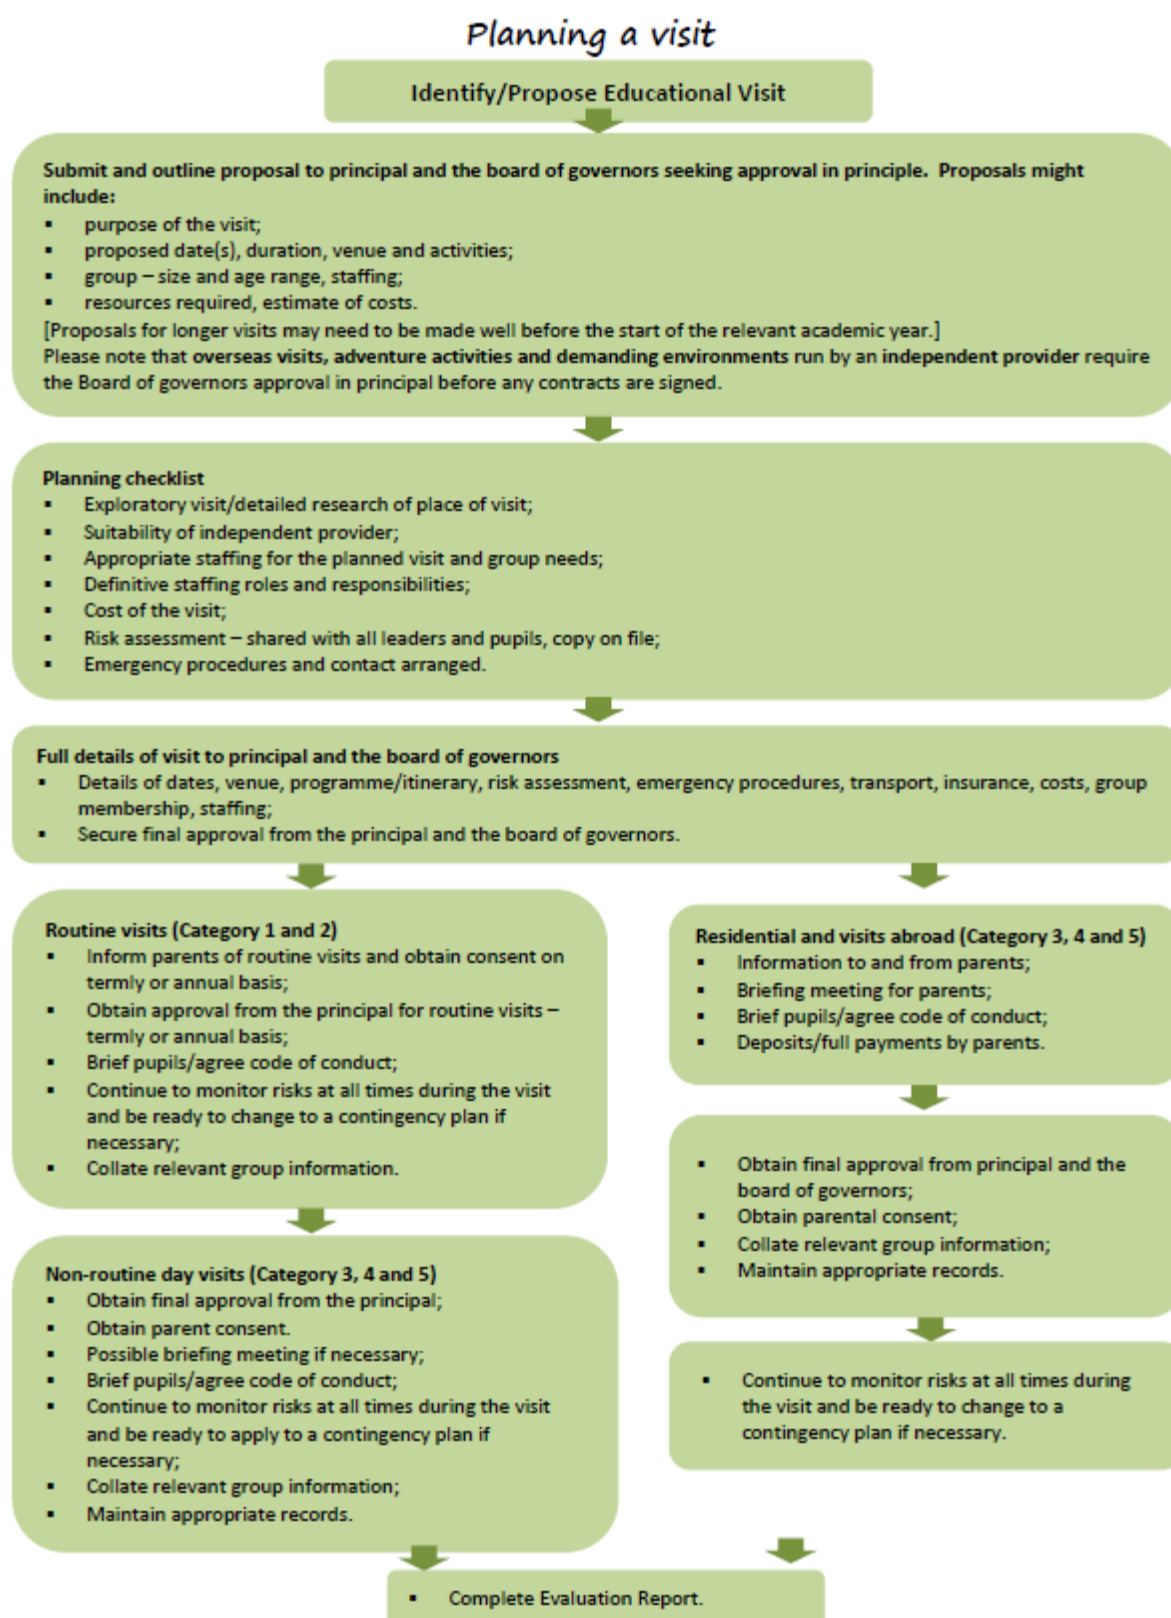 Planning a visit
Identify/Propose Educational Visit
Submit and outline proposal to principal and the board of governors seeking approval in principle.  Proposals might
include:
▪ purpose of the visit;
▪ proposed date(s), duration, venue and activities;
▪ group – size and age range, staffing;
▪ resources required, estimate of costs.
[Proposals for longer visits may need to be made well before the start of the relevant academic year.]
Please note that overseas visits, adventure activities and demanding environments run by an independent provider require
the Board of governors approval in principal before any contracts are signed.
Planning checklist
▪ Exploratory visit/detailed research of place of visit;
▪ Suitability of independent provider;
▪ Appropriate staffing for the planned visit and group needs;
▪ Definitive staffing roles and responsibilities;
▪ Cost of the visit;
▪ Risk assessment – shared with all leaders and pupils, copy on file;
▪ Emergency procedures and contact arranged.
Full details of visit to principal and the board of governors
▪ Details of dates, venue, programme/itinerary, risk assessment, emergency procedures, transport, insurance, costs, group
membership, staffing;
▪ Secure final approval from the principal and the board of governors.
Routine visits (Category 1 and 2)
▪ Inform parents of routine visits and obtain consent on
termly or annual basis;
▪ Obtain approval from the principal for routine visits –
termly or annual basis;
▪ Brief pupils/agree code of conduct;
▪ Continue to monitor risks at all times during the visit
and be ready to change to a contingency plan if
necessary;
▪ Collate relevant group information.
Non-routine day visits (Category 3, 4 and 5)
▪ Obtain final approval from the principal;
▪ Obtain parent consent.
▪ Possible briefing meeting if necessary;
▪ Brief pupils/agree code of conduct;
▪ Continue to monitor risks at all times during the visit
and be ready to apply to a contingency plan if
necessary;
▪ Collate relevant group information;
▪ Maintain appropriate records.
Residential and visits abroad (Category 3, 4 and 5)
▪ Information to and from parents;
▪ Briefing meeting for parents;
▪ Brief pupils/agree code of conduct;
▪ Deposits/full payments by parents.
▪ Obtain final approval from principal and the
board of governors;
▪ Obtain parental consent;
▪ Collate relevant group information;
▪ Maintain appropriate records.
▪ Continue to monitor risks at all times during
the visit and be ready to change to a
contingency plan if necessary.
▪ Complete Evaluation Report.